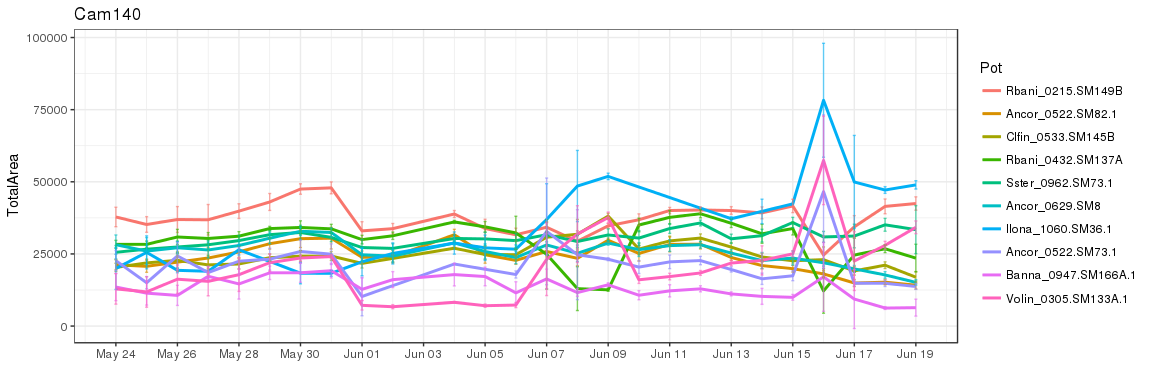 Cam140
TotalArea
100000
75000
50000
25000
0
May 24 May 26 May 28 May 30 Jun 01 Jun 03 Jun 05 Jun 07 Jun 09 Jun 11 Jun 13 Jun 15 Jun 17 Jun 19
Pot
Rbani_0215.SM149B
Ancor_0522.SM82.1
Clfin_0533.SM145B
Rbani_0432.SM137A
Sster_0962.SM73.1
Ancor_0629.SM8
Ilona_1060.SM36.1
Ancor_0522.SM73.1
Banna_0947.SM166A.1
Volin_0305.SM133A.1